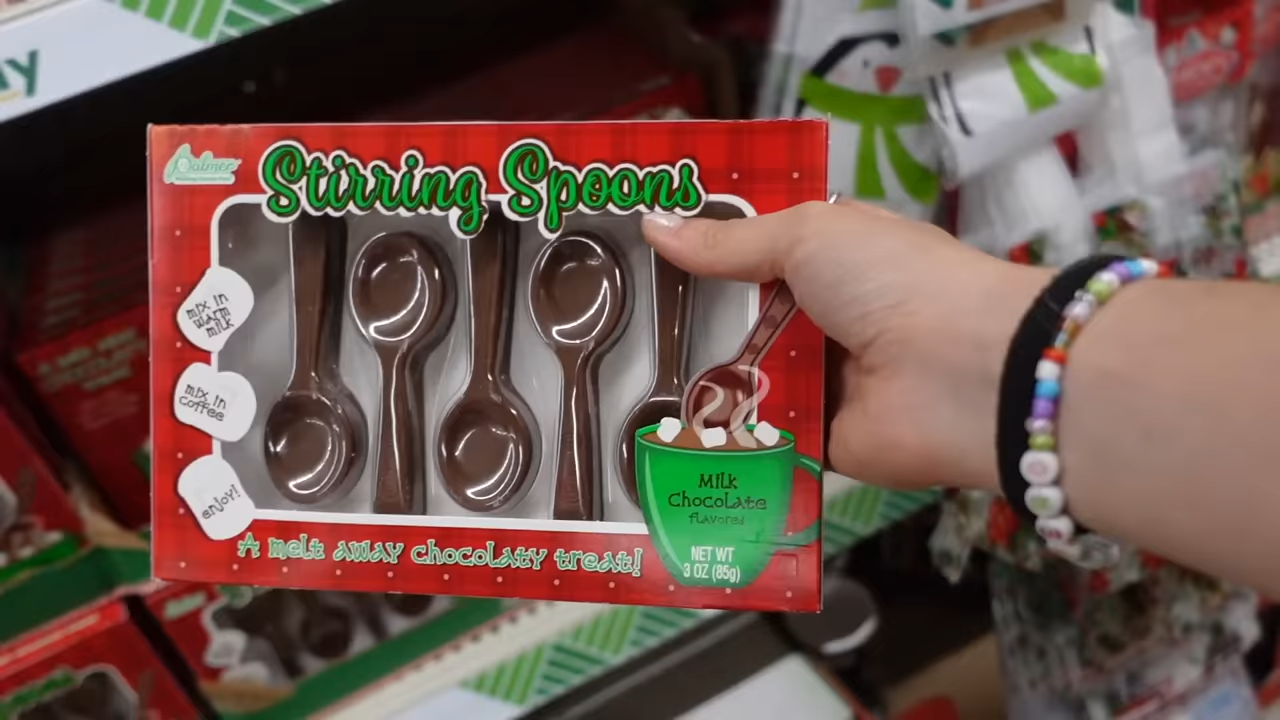 Palmer
Stirring Spoons
mix in
warm
milk
mix in
coffee
enjoy!
Milk
Chocolate
flavored
NET WT
3 OZ (85g)
A melt away chocolaty treat!